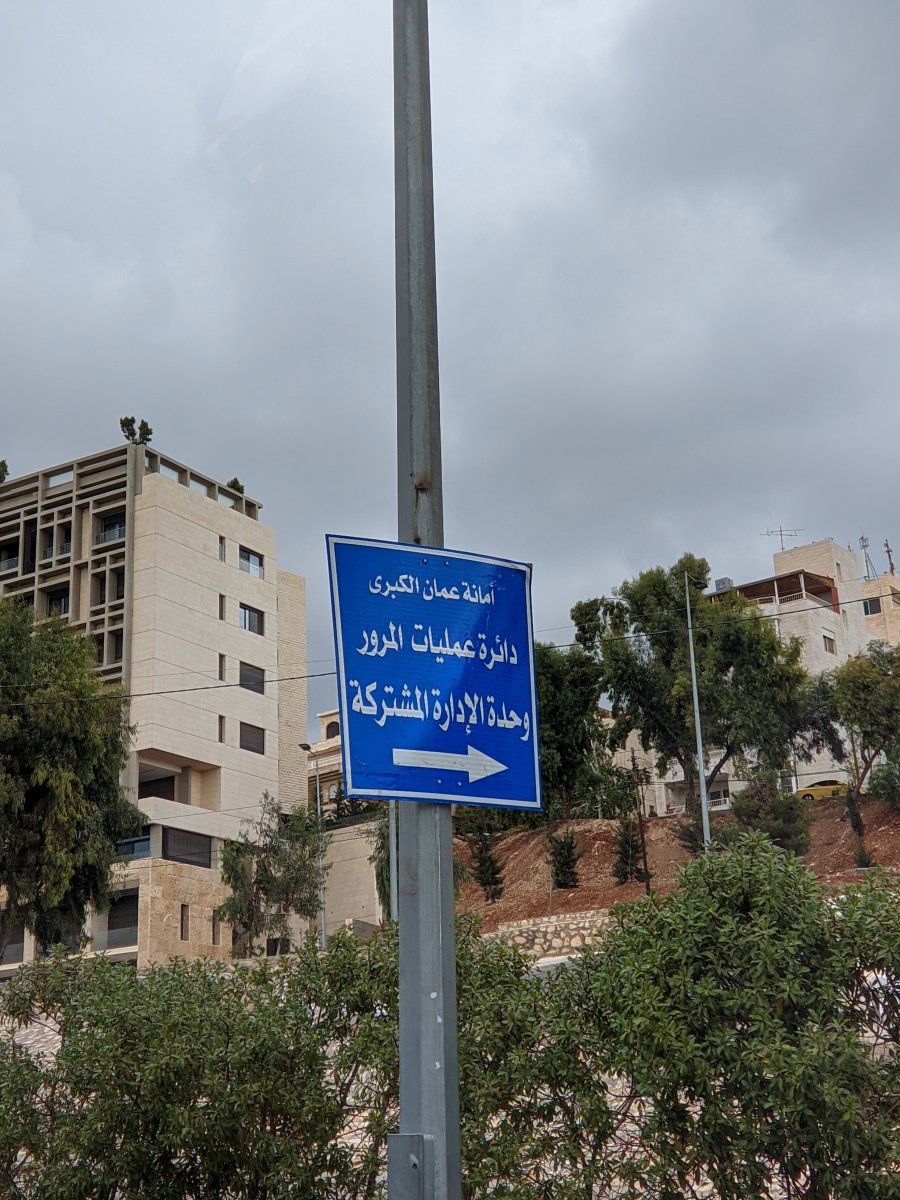 أمانة عمان الكبرى
دائرة عمليات المرور
وحدة الإدارة المشتركة